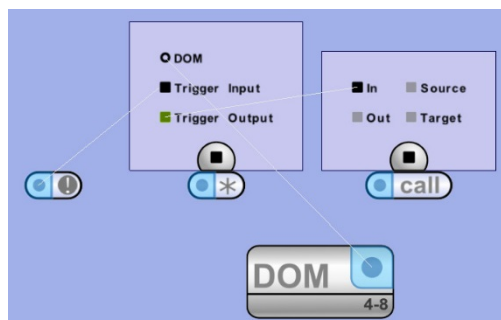 DOM
Trigger Input
Trigger Output
In Source
Out Target
! * call
DOM
4-8